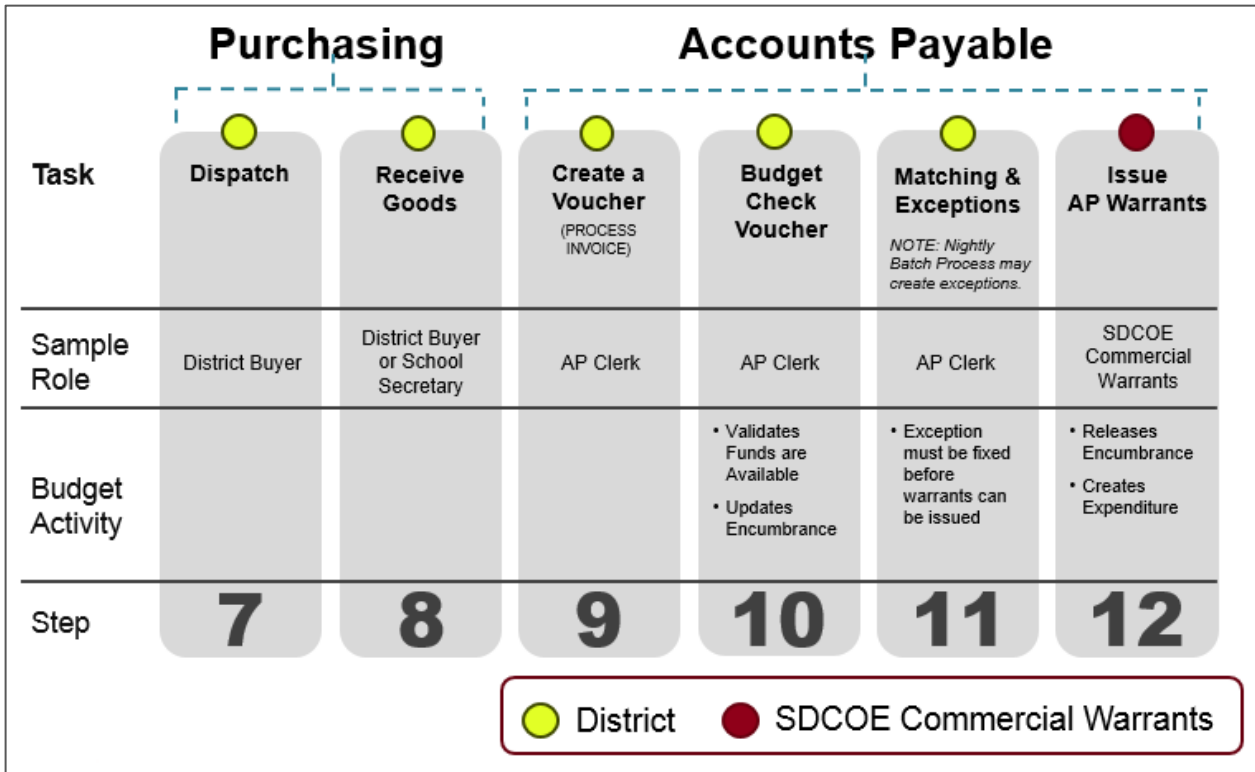 Purchasing
Accounts Payable
Task
Dispatch
Receive
Goods
Create a
Voucher
(PROCESS
INVOICE)
Budget
Check
Voucher
Matching &
Exceptions
NOTE: Nightly
Batch Process may
create exceptions.
Issue
AP Warrants
Sample
Role
District Buyer
District Buyer
or School
Secretary
AP Clerk
AP Clerk
AP Clerk
SDCOE
Commercial
Warrants
Budget
Activity
• Validates
Funds are
Available
• Updates
Encumbrance
• Exception
must be fixed
before
warrants can
be issued
• Releases
Encumbrance
• Creates
Expenditure
Step
7
8
9
10
11
12
District
SDCOE Commercial Warrants